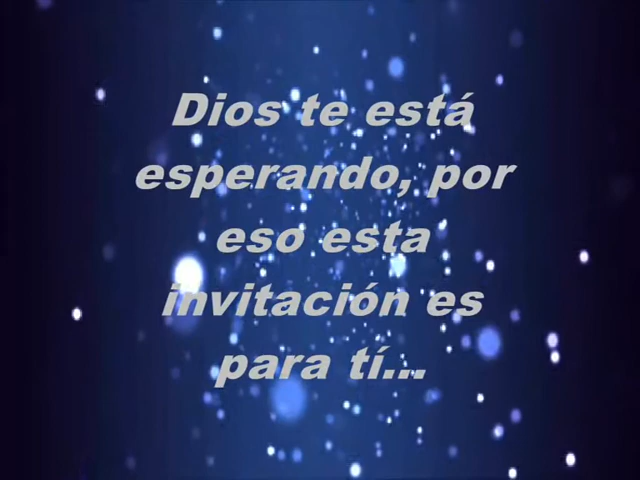 Dios te está
esperando, por
eso esta
invitación es
para tí...